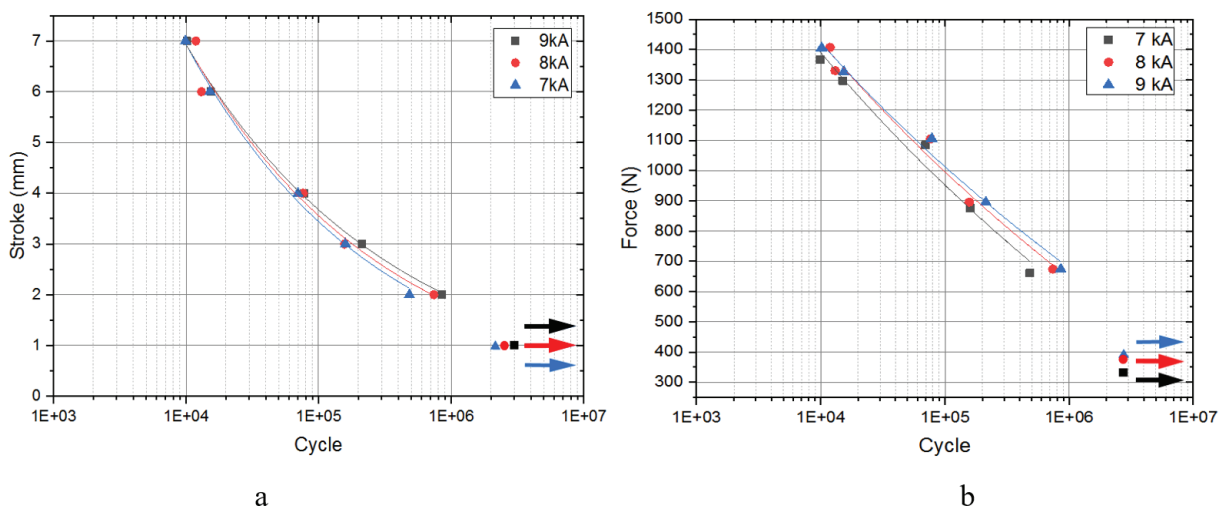 7
6
5
4
3
2
1
0
Stroke (mm)
9kA
8kA
7kA
1E+03
1E+04
1E+05
1E+06
1E+07
Cycle
a
1500
1400
1300
1200
1100
1000
900
800
700
600
500
400
300
Force (N)
7 kA
8 kA
9 kA
1E+03
1E+04
1E+05
1E+06
1E+07
Cycle
b